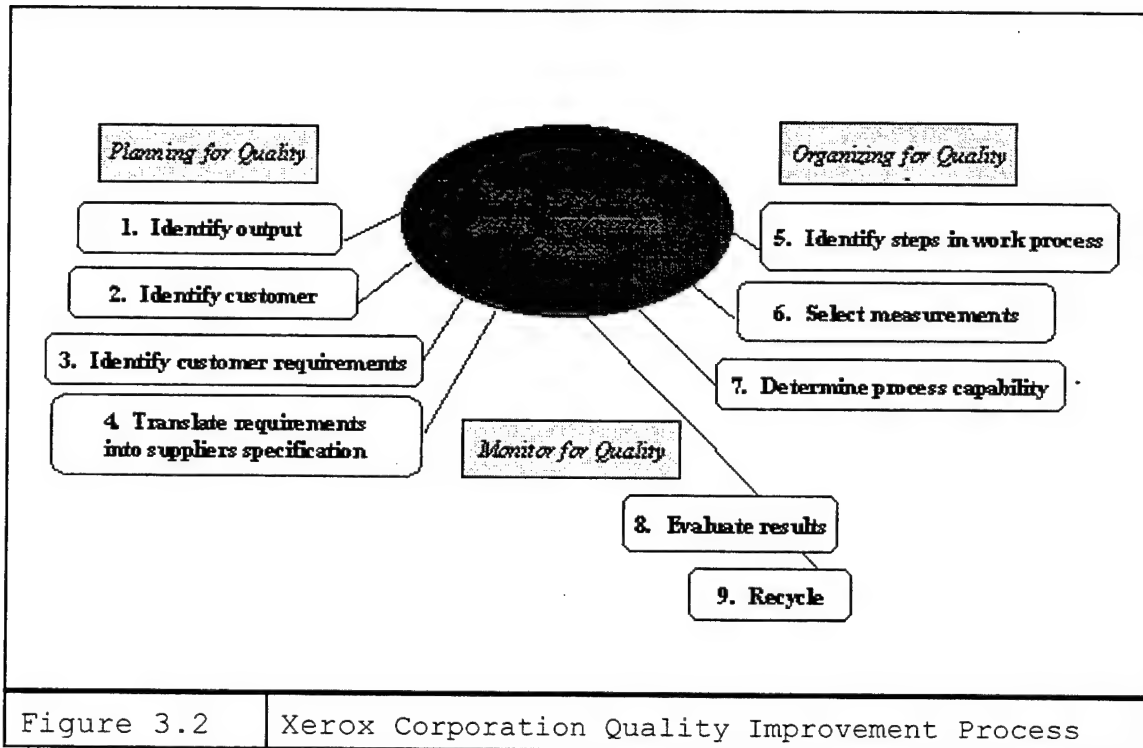 Planning for Quality
1. Identify output
2. Identify customer
3. Identify customer requirements
4. Translate requirements
into suppliers specification
Organizing for Quality
5. Identify steps in work process
6. Select measurements
7. Determine process capability
Monitor for Quality
8. Evaluate results
9. Recycle
Figure 3.2
Xerox Corporation Quality Improvement Process